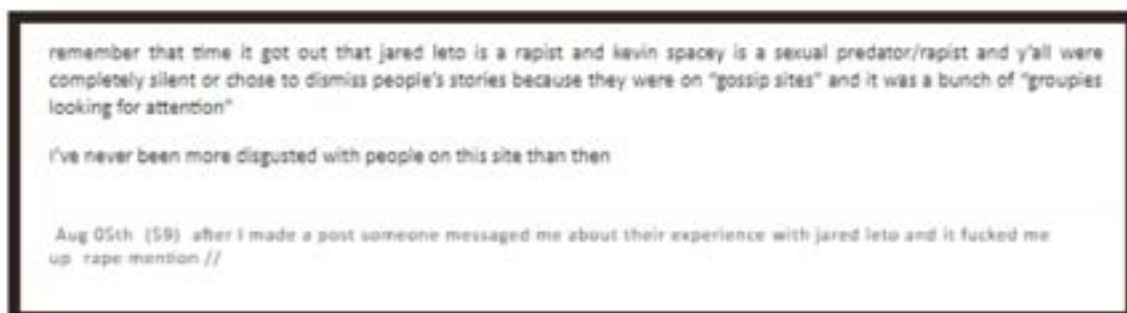 remember that time it got out that jared leto is a rapist and kevin spacey is a sexual predator/rapist and y'all were
completely silent or chose to dismiss people's stories because they were on "gossip sites" and it was a bunch of "groupies
looking for attention"
I've never been more disgusted with people on this site than then
Aug 05th (59) after I made a post someone messaged me about their experience with jared leto and it fucked me
up rape mention //